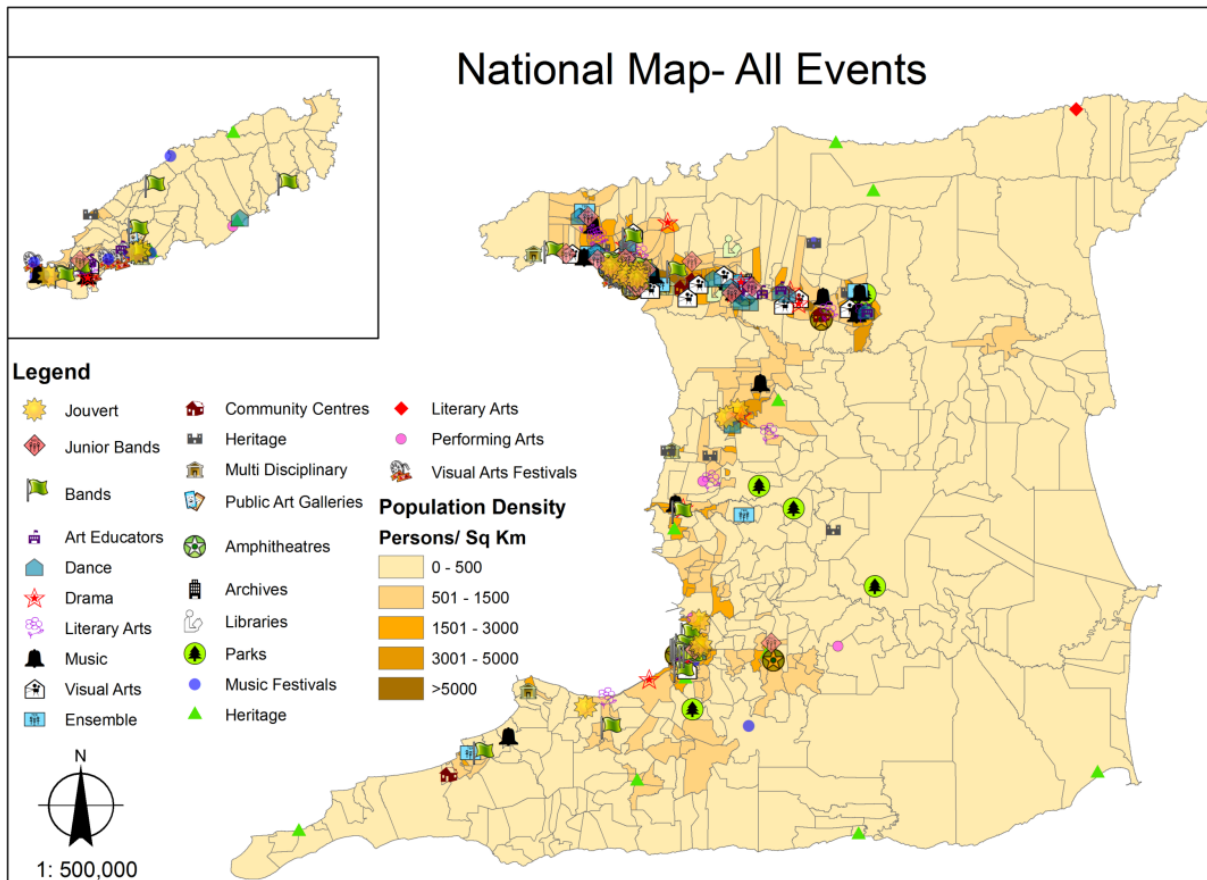 National Map- All Events
Legend
Jouvert
Junior Bands
Bands
Art Educators
Dance
Drama
Literary Arts
Music
Visual Arts
Ensemble
Community Centres
Heritage
Multi Disciplinary
Public Art Galleries
Amphitheatres
Archives
Libraries
Parks
Music Festivals
Heritage
Literary Arts
Performing Arts
Visual Arts Festivals
Population Density
Persons/ Sq Km
0 - 500
501 - 1500
1501 - 3000
3001 - 5000
>5000
N
1: 500,000